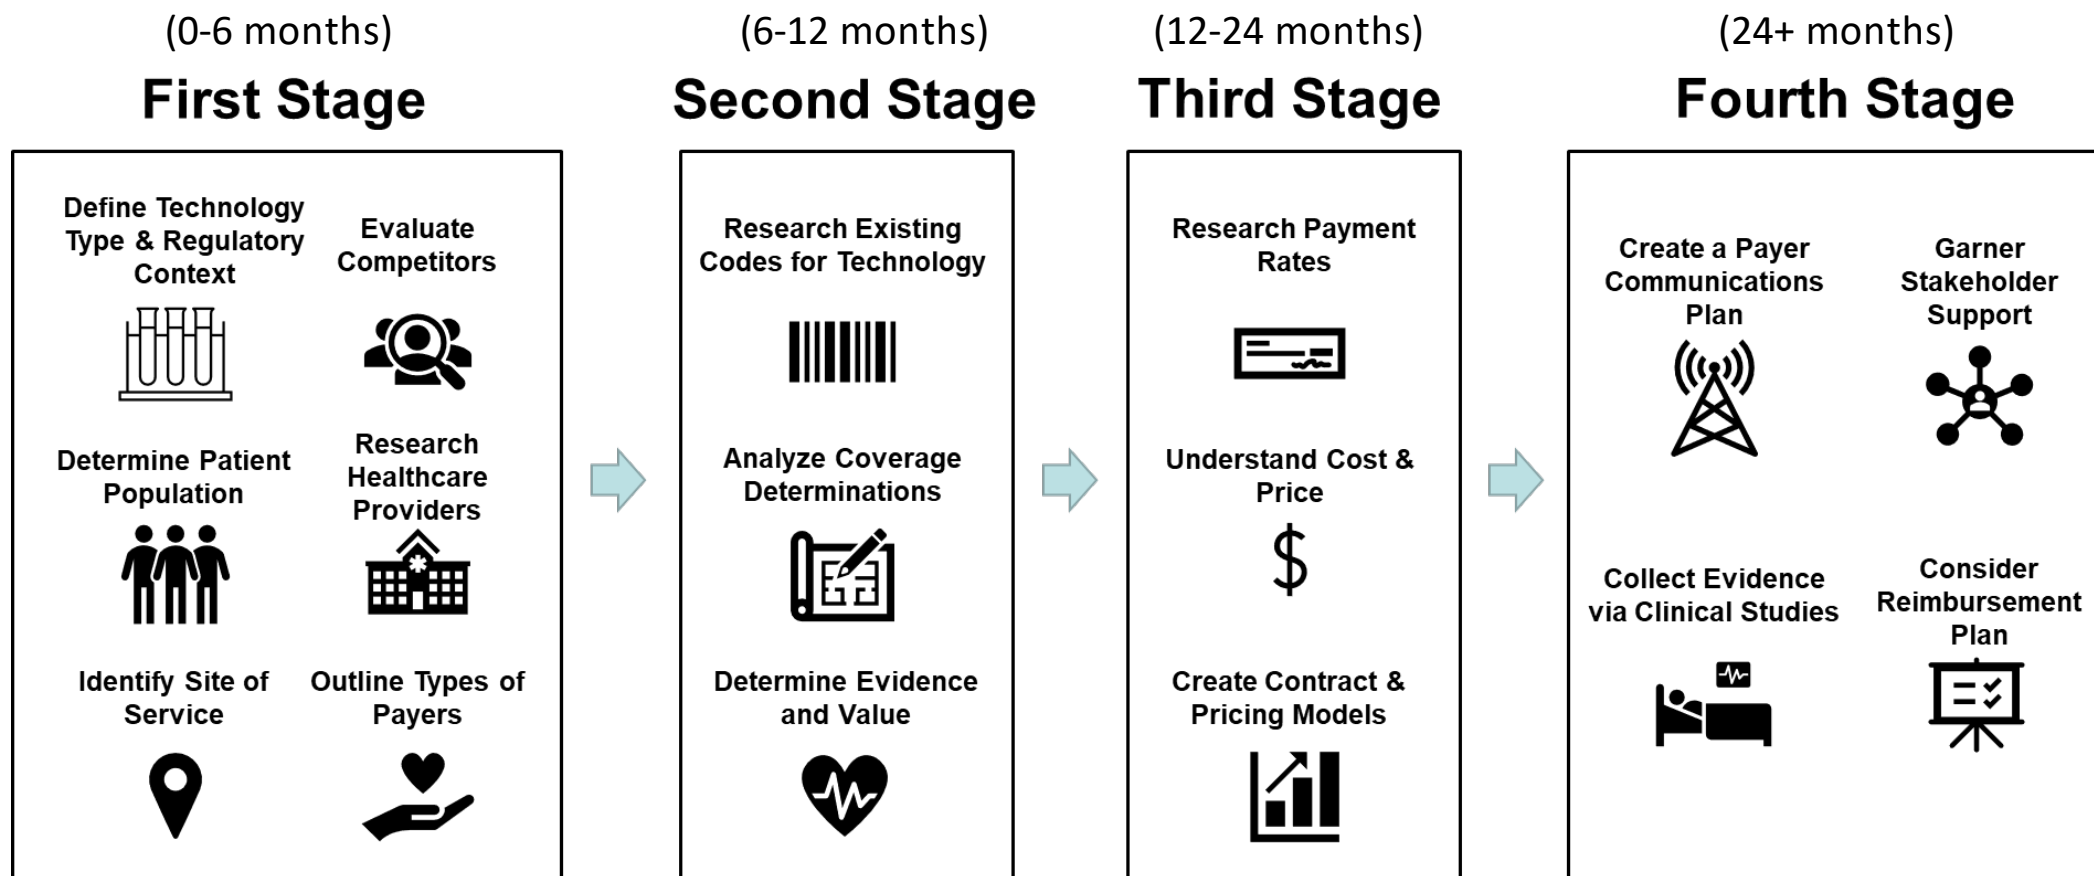 (0-6 months)
First Stage
Define Technology
Type & Regulatory
Context
Evaluate
Competitors
Determine Patient
Population
Research
Healthcare
Providers
Identify Site of
Service
Outline Types of
Payers
(6-12 months)
Second Stage
Research Existing
Codes for Technology
Analyze Coverage
Determinations
Determine Evidence
and Value
(12-24 months)
Third Stage
Research Payment
Rates
Understand Cost &
Price
$
Create Contract &
Pricing Models
(24+ months)
Fourth Stage
Create a Payer
Communications
Plan
Garner
Stakeholder
Support
Collect Evidence
via Clinical Studies
Consider
Reimbursement
Plan